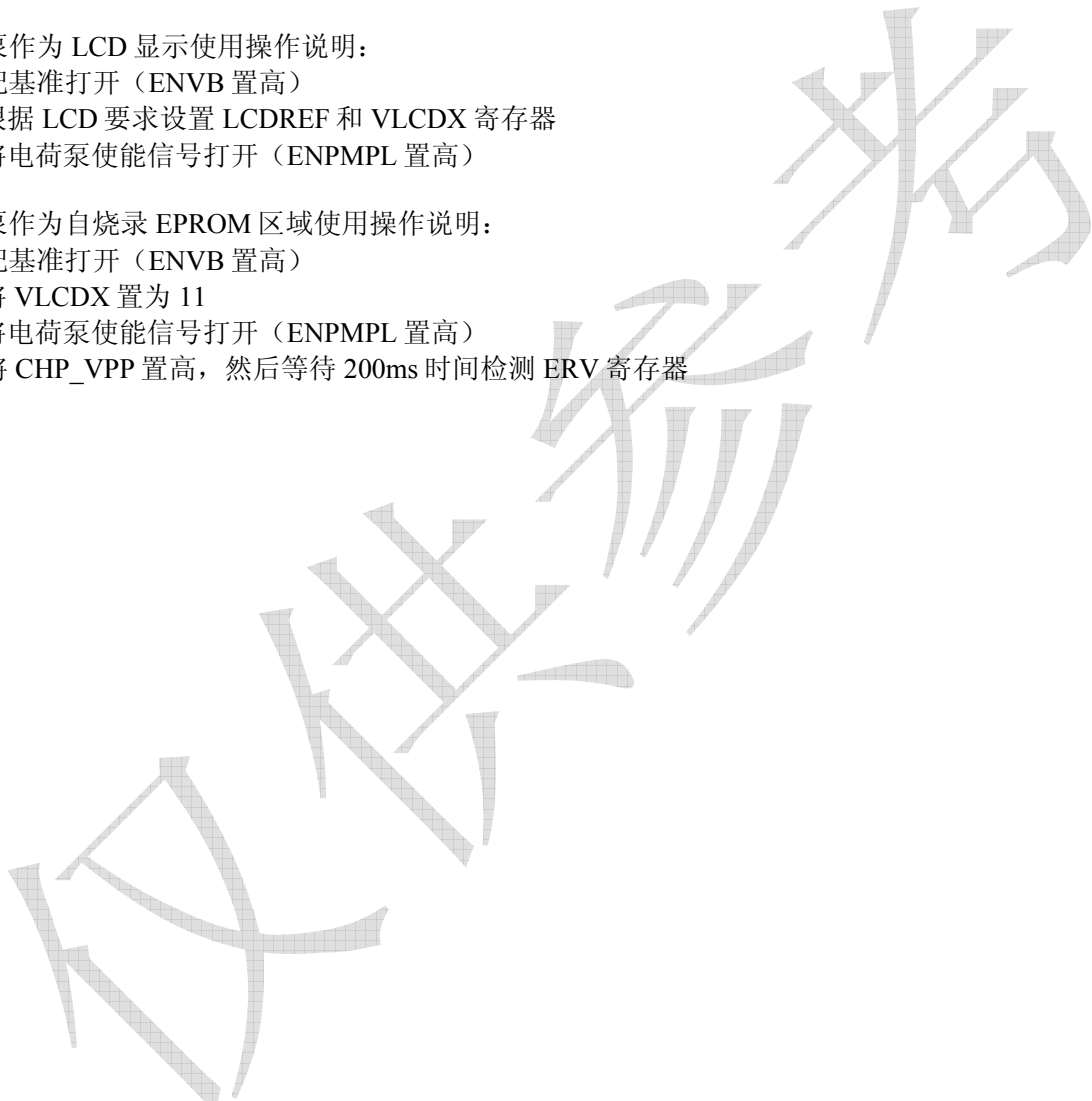 泵作为 LCD 显示使用操作说明：
把基准打开（ENVB 置高）
根据 LCD 要求设置 LCDREF 和 VLCDX 寄存器
将电荷泵使能信号打开（ENPMPL 置高）
泵作为自烧录 EPROM 区域使用操作说明：
把基准打开（ENVB 置高）
将 VLCDX 置为 11
将电荷泵使能信号打开（ENPMPL 置高）
将 CHP_VPP 置高，然后等待 200ms 时间检测 ERV 寄存器
仅供参考